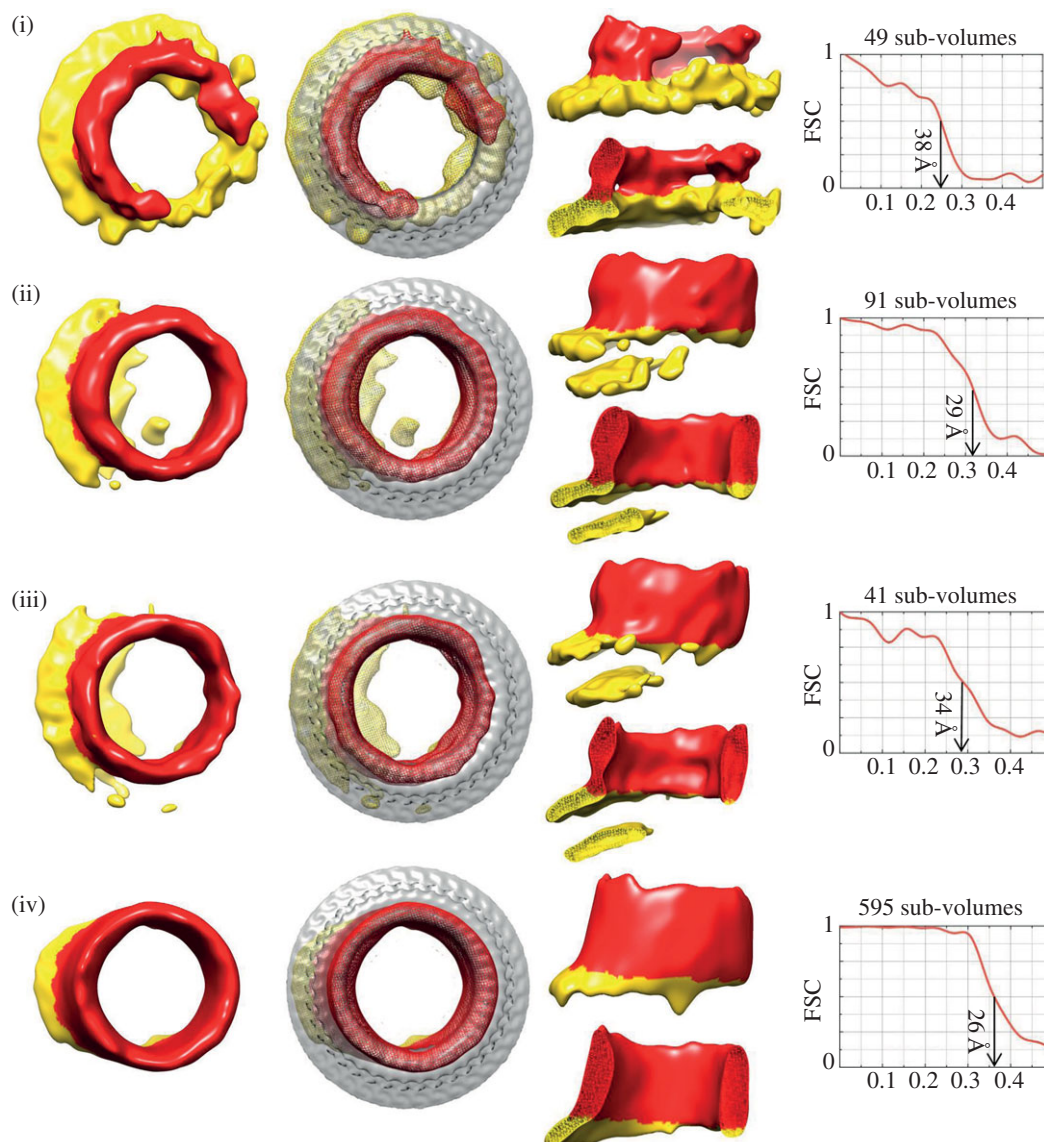 (i)
49 sub-volumes
1
FSC
38 Å
0
0.1 0.2 0.3 0.4
(ii)
91 sub-volumes
1
FSC
29 Å
0
0.1 0.2 0.3 0.4
(iii)
41 sub-volumes
1
FSC
34 Å
0
0.1 0.2 0.3 0.4
(iv)
595 sub-volumes
1
FSC
26 Å
0
0.1 0.2 0.3 0.4